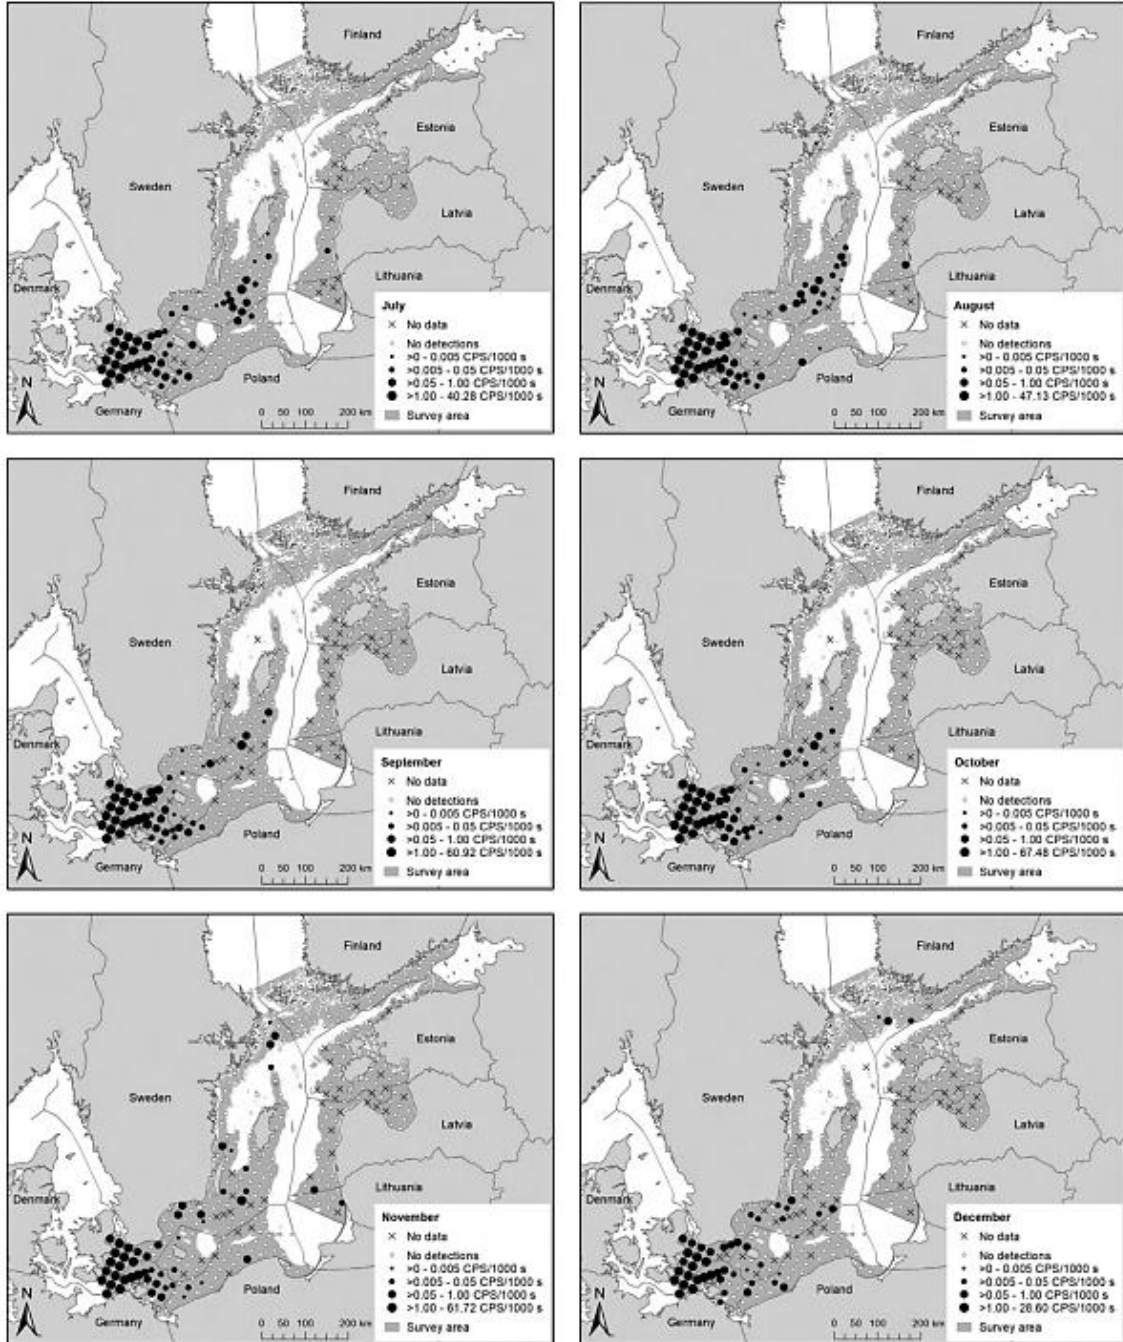 Finland
Estonia
Sweden
Latvia
Lithuania
Denmark
Poland
Germany
N
0 50 100 200 km
July
No data
No detections
>0 - 0.005 CPS/1000 s
>0.005 - 0.05 CPS/1000 s
>0.05 - 1.00 CPS/1000 s
>1.00 - 40.28 CPS/1000 s
Survey area
Finland
Estonia
Sweden
Latvia
Lithuania
Denmark
Poland
Germany
N
0 50 100 200 km
August
No data
No detections
>0 - 0.005 CPS/1000 s
>0.005 - 0.05 CPS/1000 s
>0.05 - 1.00 CPS/1000 s
>1.00 - 47.13 CPS/1000 s
Survey area
Finland
Estonia
Sweden
Latvia
Lithuania
Denmark
Poland
Germany
N
0 50 100 200 km
September
No data
No detections
>0 - 0.005 CPS/1000 s
>0.005 - 0.05 CPS/1000 s
>0.05 - 1.00 CPS/1000 s
>1.00 - 60.92 CPS/1000 s
Survey area
Finland
Estonia
Sweden
Latvia
Lithuania
Denmark
Poland
Germany
N
0 50 100 200 km
October
No data
No detections
>0 - 0.005 CPS/1000 s
>0.005 - 0.05 CPS/1000 s
>0.05 - 1.00 CPS/1000 s
>1.00 - 67.48 CPS/1000 s
Survey area
Finland
Estonia
Sweden
Latvia
Lithuania
Denmark
Poland
Germany
N
0 50 100 200 km
November
No data
No detections
>0 - 0.005 CPS/1000 s
>0.005 - 0.05 CPS/1000 s
>0.05 - 1.00 CPS/1000 s
>1.00 - 61.72 CPS/1000 s
Survey area
Finland
Estonia
Sweden
Latvia
Lithuania
Denmark
Poland
Germany
N
0 50 100 200 km
December
No data
No detections
>0 - 0.005 CPS/1000 s
>0.005 - 0.05 CPS/1000 s
>0.05 - 1.00 CPS/1000 s
>1.00 - 28.60 CPS/1000 s
Survey area